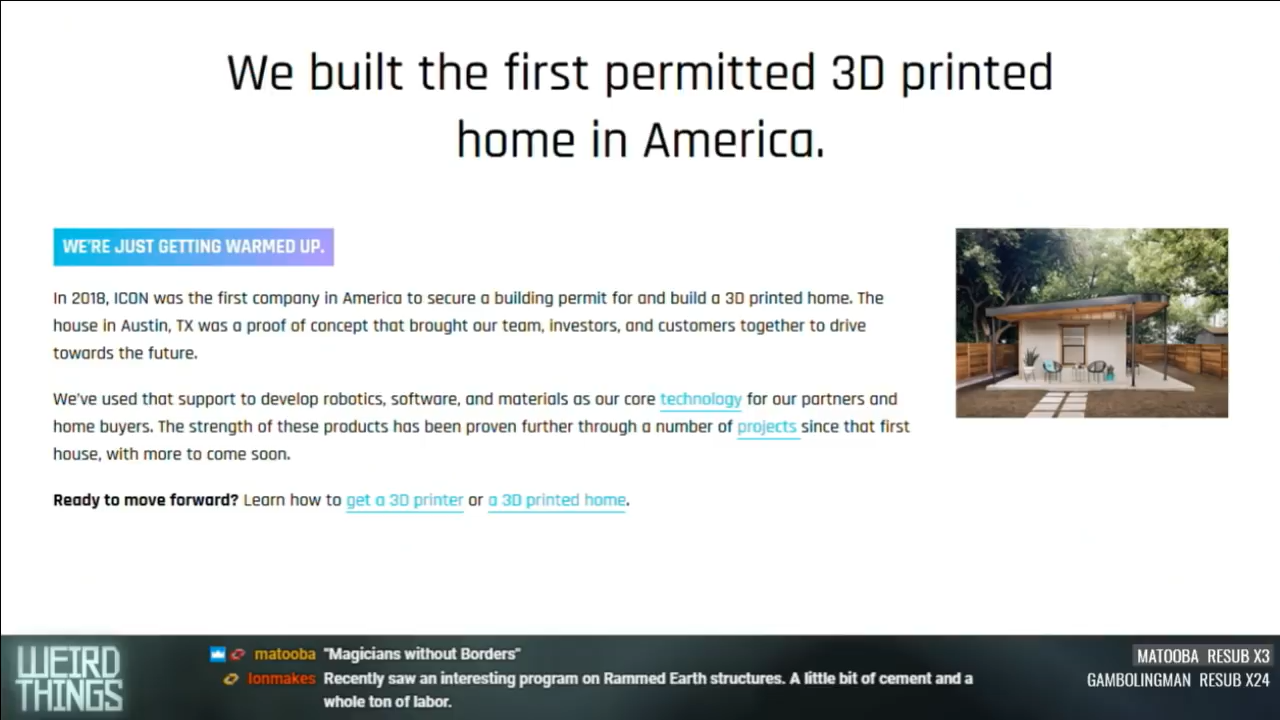 We built the first permitted 3D printed
home in America.
WE'RE JUST GETTING WARMED UP.
In 2018, ICON was the first company in America to secure a building permit for and build a 3D printed home. The
house in Austin, TX was a proof of concept that brought our team, investors, and customers together to drive
towards the future.
We've used that support to develop robotics, software, and materials as our core technology for our partners and
home buyers. The strength of these products has been proven further through a number of projects since that first
house, with more to come soon.
Ready to move forward? Learn how to get a 3D printer or a 3D printed home.
WEIRD
THINGS
matooba "Magicians without Borders"
lonmakes Recently saw an interesting program on Rammed Earth structures. A little bit of cement and a
whole ton of labor.
MATOOBA RESUB X3
GAMBOLINGMAN RESUB X24